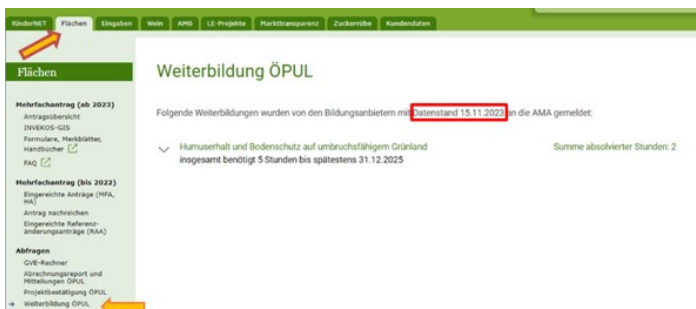 RinderNET Flächen Eingaben Wein AMB LE-Projekte Markttransparenz Zuckerrübe Kundendaten
Flächen
Mehrfachantrag (ab 2023)
Antragsübersicht
INVEKOS-GIS
Formulare, Merkblätter,
Handbücher
FAQ
Mehrfachantrag (bis 2022)
Eingereichte Anträge (MFA,
HA)
Antrag nachreichen
Eingereichte Referenz-
änderungsanträge (RAA)
Abfragen
GVE-Rechner
Abrechnungsreport und
Mitteilungen ÖPUL
Projektbestätigung ÖPUL
Weiterbildung ÖPUL
Weiterbildung ÖPUL
Folgende Weiterbildungen wurden von den Bildungsanbietern mit Datenstand 15.11.2023 an die AMA gemeldet:
Humuserhalt und Bodenschutz auf umbruchsfähigem Grünland Summe absolvierter Stunden: 2
insgesamt benötigt 5 Stunden bis spätestens 31.12.2025